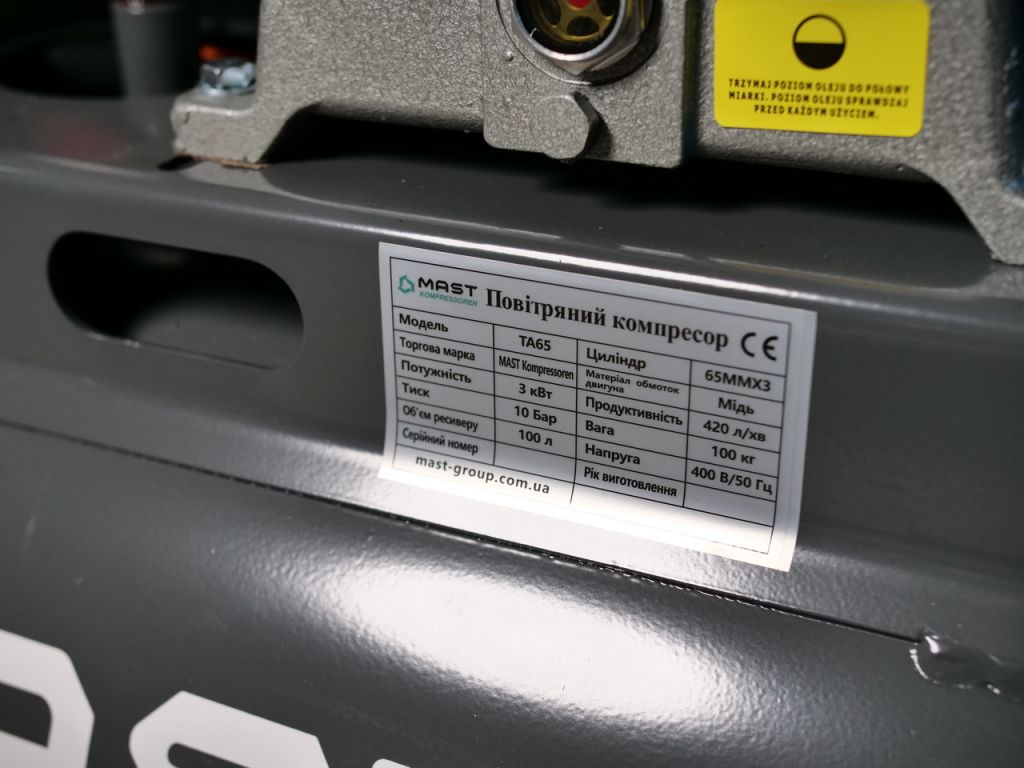 TRZYMAJ POZIOM OLEJU DO POŁOWY
MIARKI. POZIOM OLEJU SPRAWDZAJ
PRZED KAŻDYM UŻYCIEM.
MAST
KOMPRESSOREN
Повітряний компресор CE
Модель TA65 Циліндр 65MMX3
Торгова марка MAST Kompressoren Матеріал обмоток двигуна Мідь
Потужність 3 кВт Продуктивність 420 л/хв
Тиск 10 Бар Вага 100 кг
Об'єм ресиверу 100 л Напруга 400 В/50 Гц
Серійний номер Рік виготовлення
mast-group.com.ua